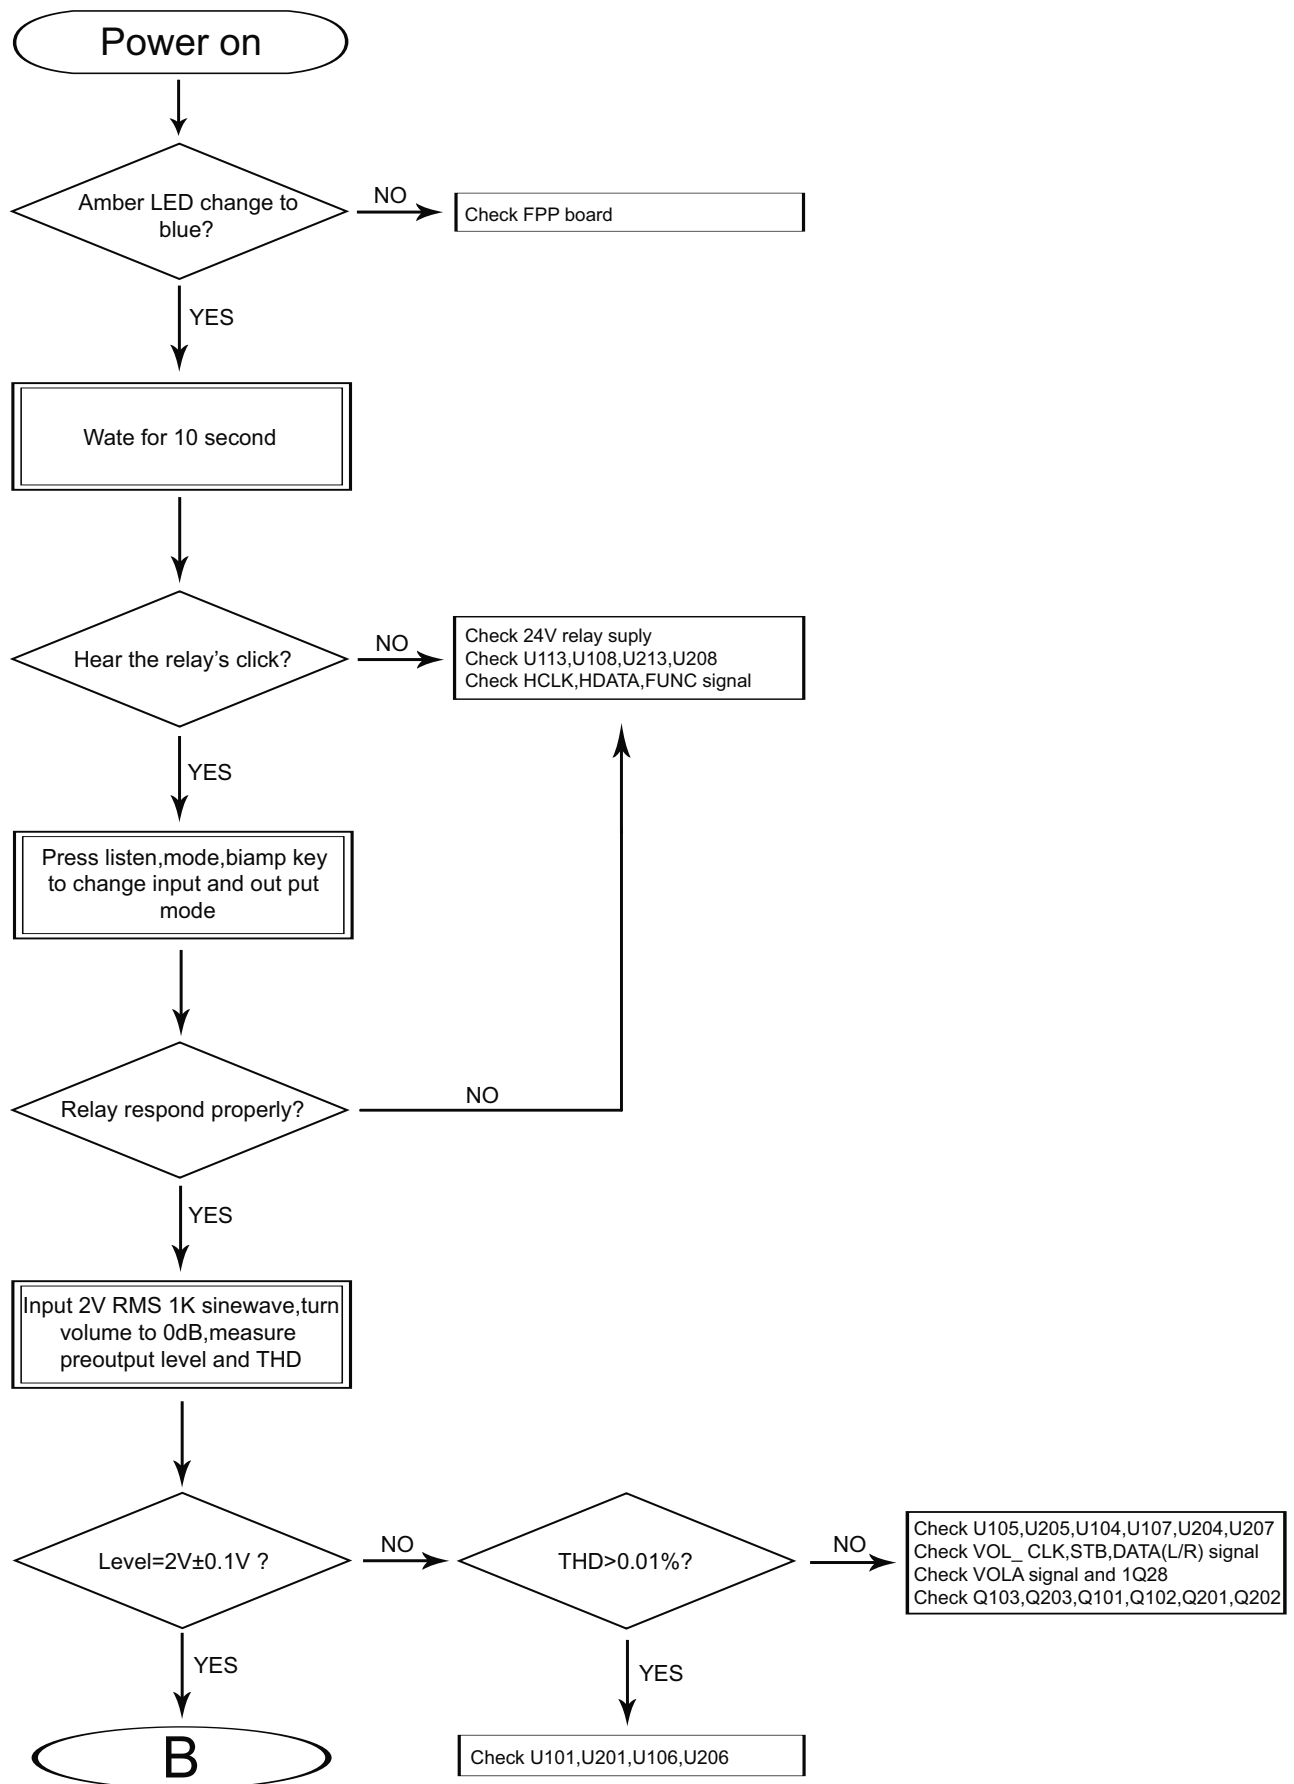 Power on
Amber LED change to
blue?
NO
Check FPP board
YES
Wate for 10 second
Hear the relay's click?
NO
Check 24V relay suply
Check U113,U108,U213,U208
Check HCLK,HDATA,FUNC signal
YES
Press listen,mode,biamp key
to change input and out put
mode
Relay respond properly?
NO
YES
Input 2V RMS 1K sinewave,turn
volume to 0dB,measure
preoutput level and THD
Level=2V±0.1V ?
NO
THD>0.01%?
NO
Check U105,U205,U104,U107,U204,U207
Check VOL_ CLK,STB,DATA(L/R) signal
Check VOLA signal and 1Q28
Check Q103,Q203,Q101,Q102,Q201,Q202
YES
YES
B
Check U101,U201,U106,U206